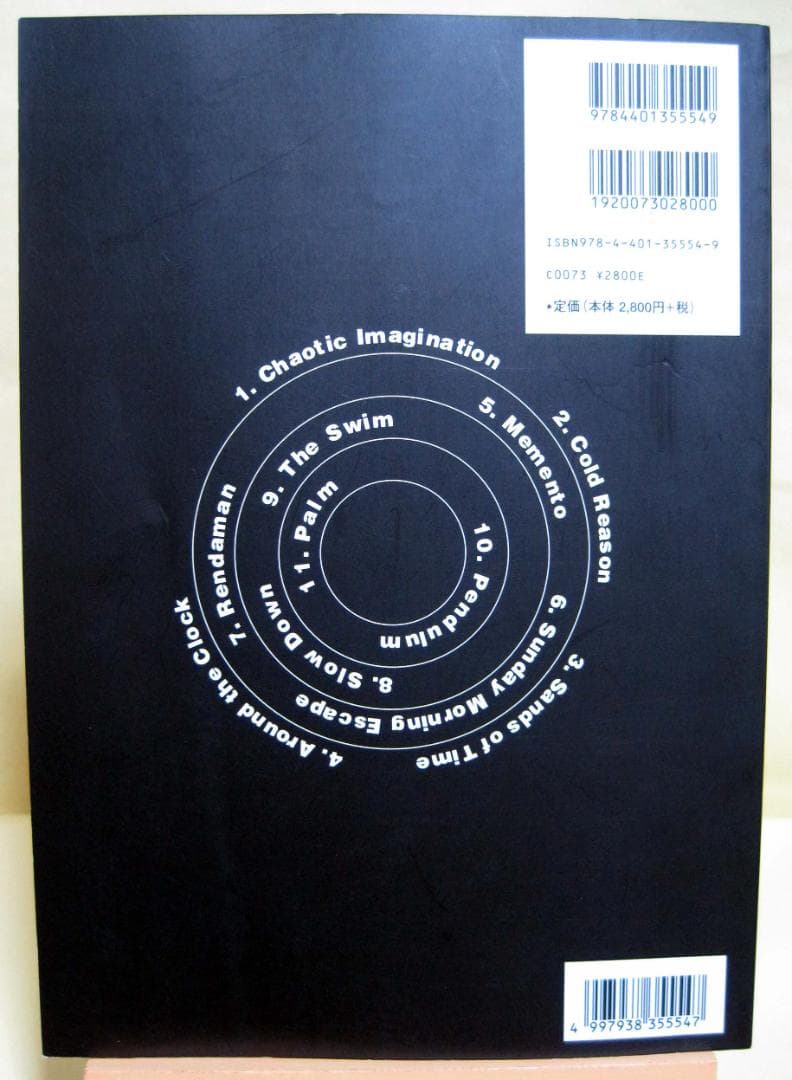 9784401355549
1920073028000
ISBN978-4-401-35554-9
C0073 ¥2800E
•定価(本体 2,800円+税)
1. Chaotic Imagination
2. Cold Reason
3. Sands of Time
4. Around the Clock
5. Memento
6. Sunday Morning Escape
7. Rendaman
8. Slow Down
9. The Swim
10. Pendulum
11. Palm
4 997938 355547